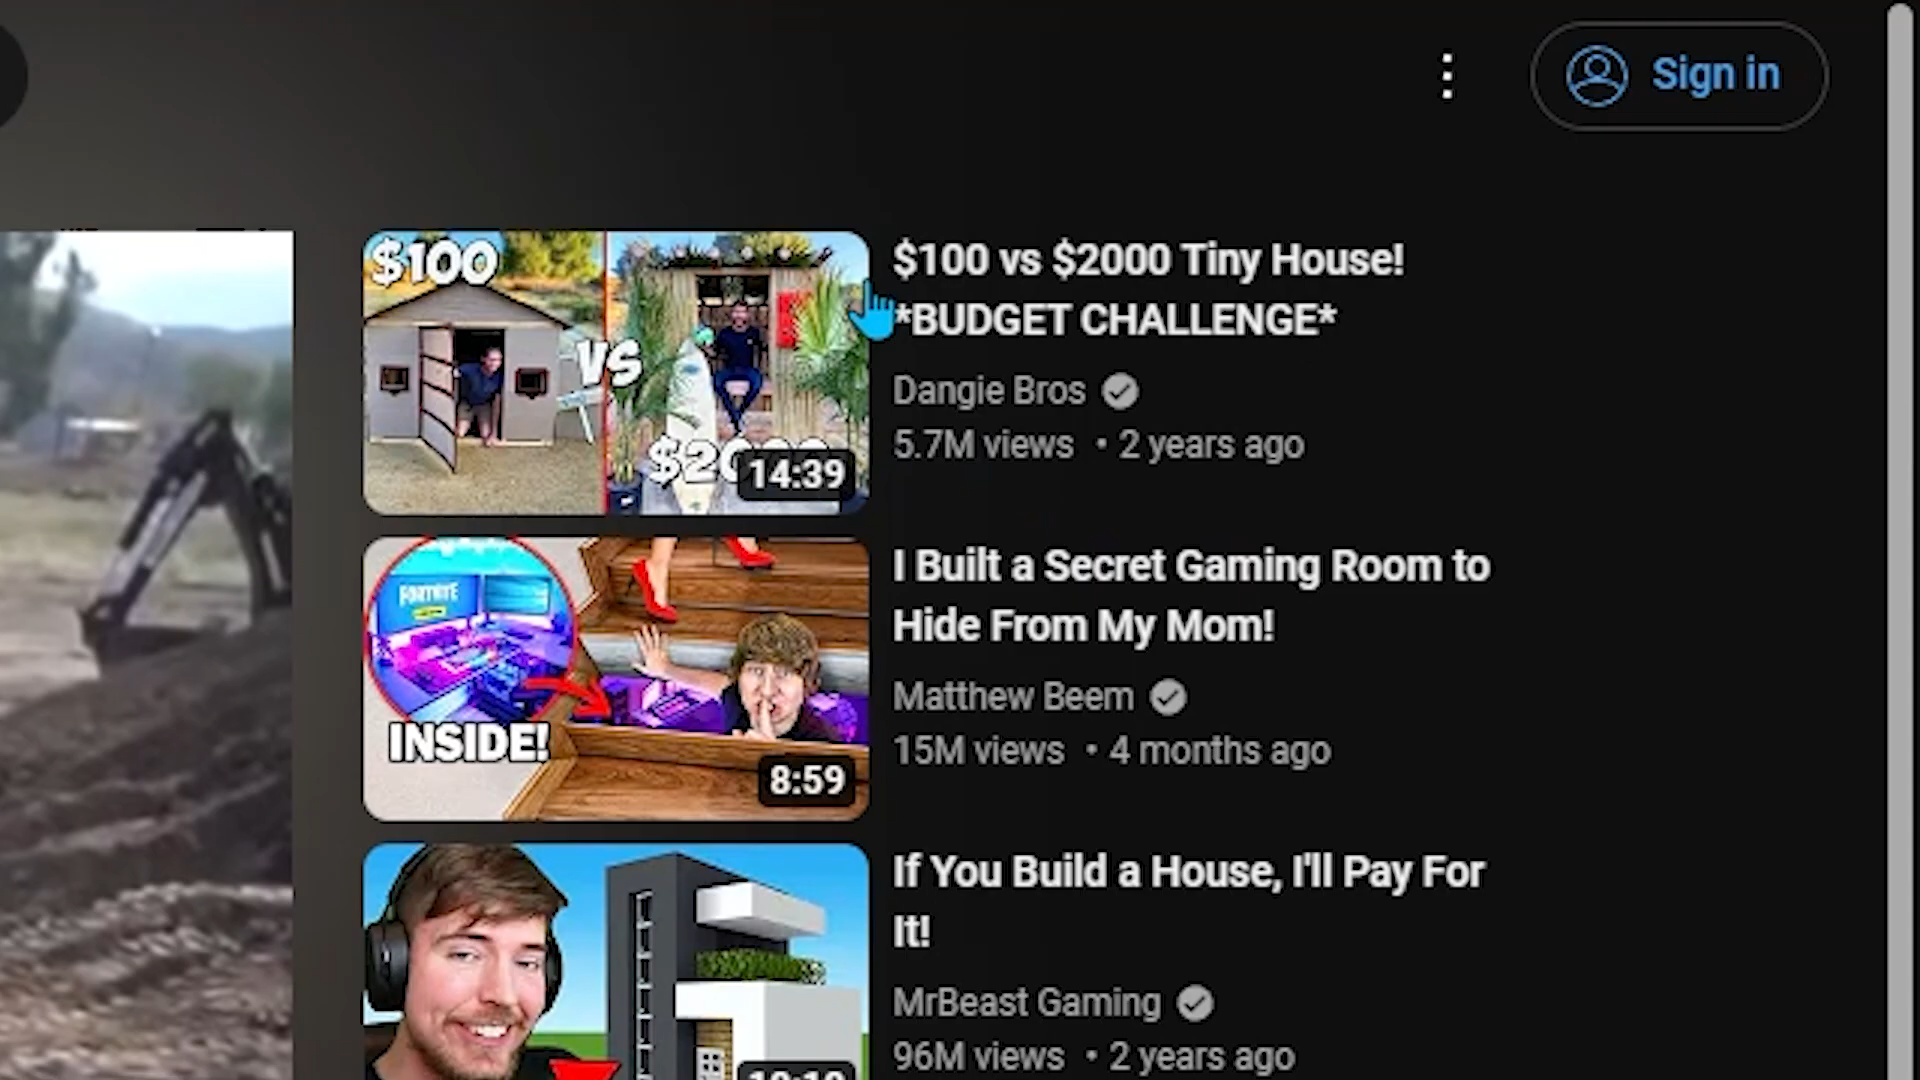 Sign in
$100
VS
14:39
$100 vs $2000 Tiny House!
*BUDGET CHALLENGE*
Dangie Bros
5.7M views • 2 years ago
FORTNITE
INSIDE!
8:59
I Built a Secret Gaming Room to
Hide From My Mom!
Matthew Beem
15M views • 4 months ago
If You Build a House, I'll Pay For
It!
MrBeast Gaming
96M views • 2 years ago